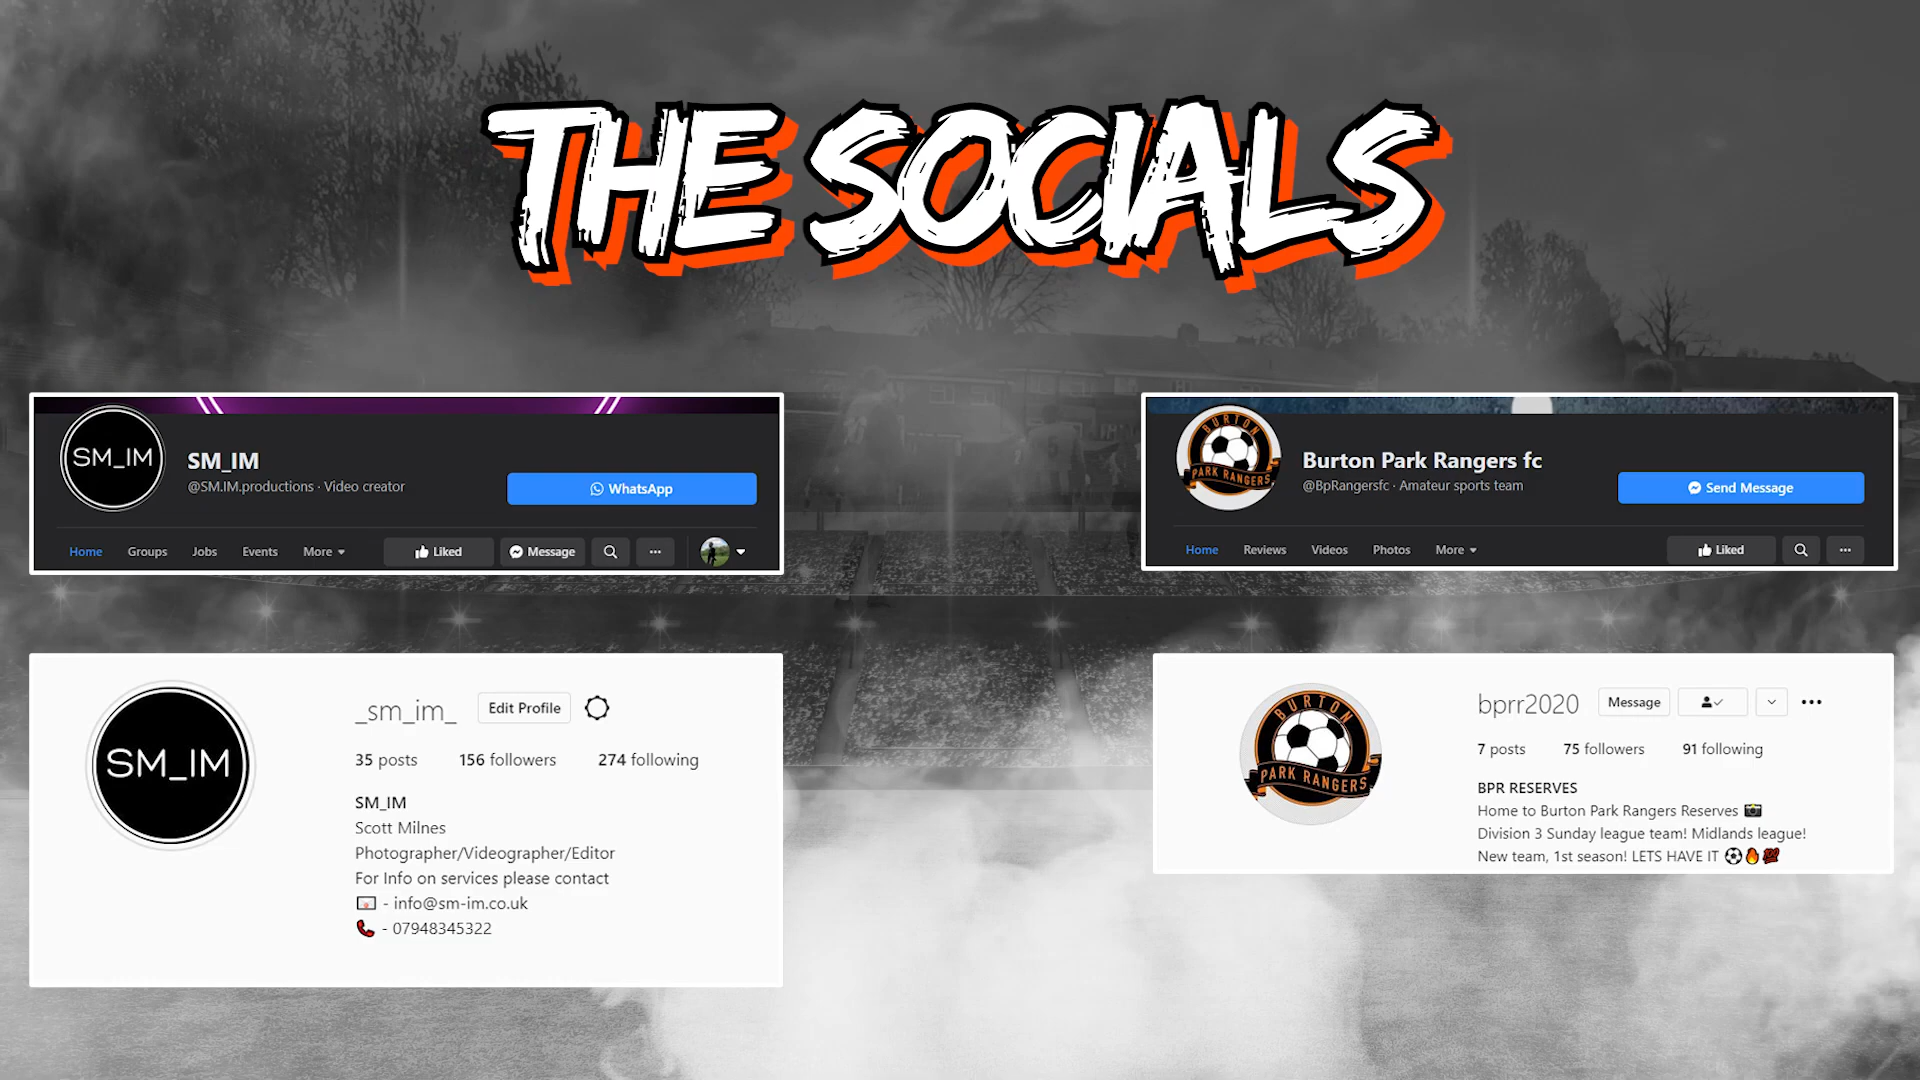 THE SOCIALS
SM_IM
SM_IM
@SM.IM.productions · Video creator
WhatsApp
Home Groups Jobs Events More Liked Message ...
BURTON
PARK RANGERS
Burton Park Rangers fc
@BpRangersfc · Amateur sports team
Send Message
Home Reviews Videos Photos More Liked ...
SM_IM
_sm_im_ Edit Profile
35 posts 156 followers 274 following
SM_IM
Scott Milnes
Photographer/Videographer/Editor
For Info on services please contact
📧 - info@sm-im.co.uk
📞 - 07948345322
BURTON
PARK RANGERS
bprr2020 Message ...
7 posts 75 followers 91 following
BPR RESERVES
Home to Burton Park Rangers Reserves 📸
Division 3 Sunday league team! Midlands league!
New team, 1st season! LETS HAVE IT ⚽🔥💯